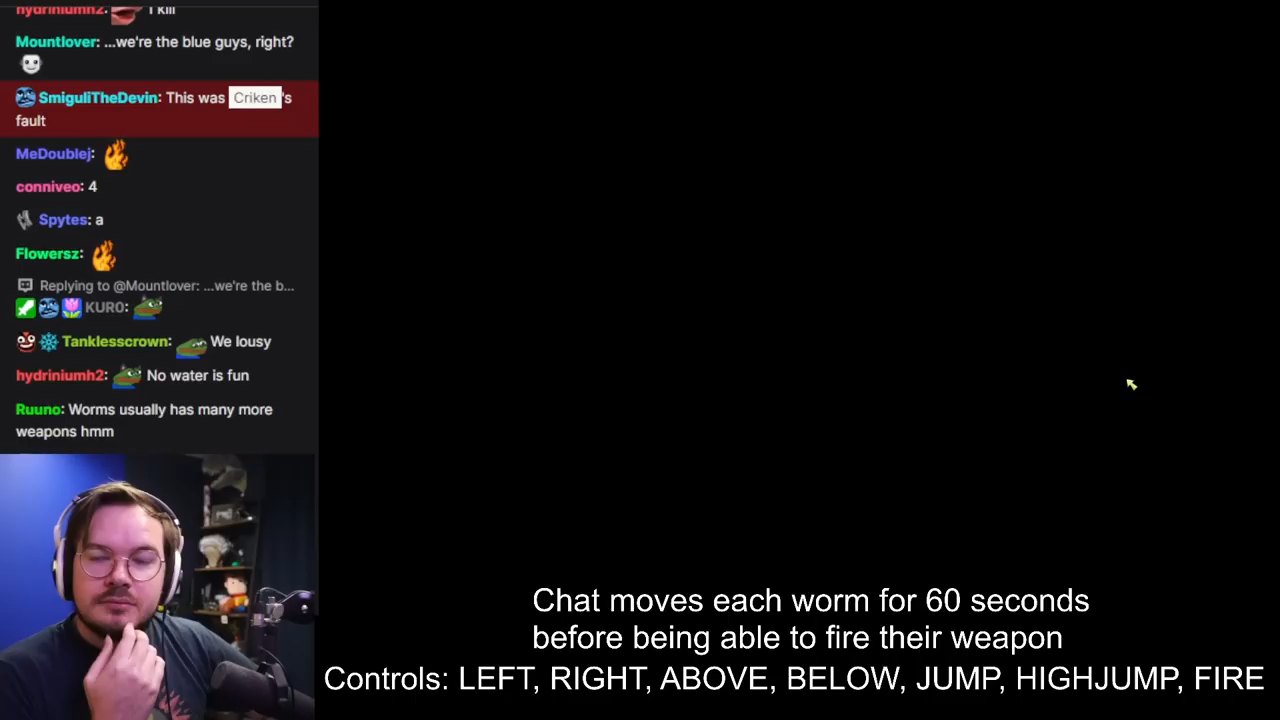 hydriniumh2: I kill
Mountlover: ...we're the blue guys, right?
SmiguliTheDevin: This was Criken's
fault
MeDoublej:
conniveo: 4
Spytes: a
Flowersz:
Replying to @Mountlover: ...we're the b...
KUR0:
Tanklesscrown: We lousy
hydriniumh2: No water is fun
Ruuno: Worms usually has many more
weapons hmm
Chat moves each worm for 60 seconds
before being able to fire their weapon
Controls: LEFT, RIGHT, ABOVE, BELOW, JUMP, HIGHJUMP, FIRE